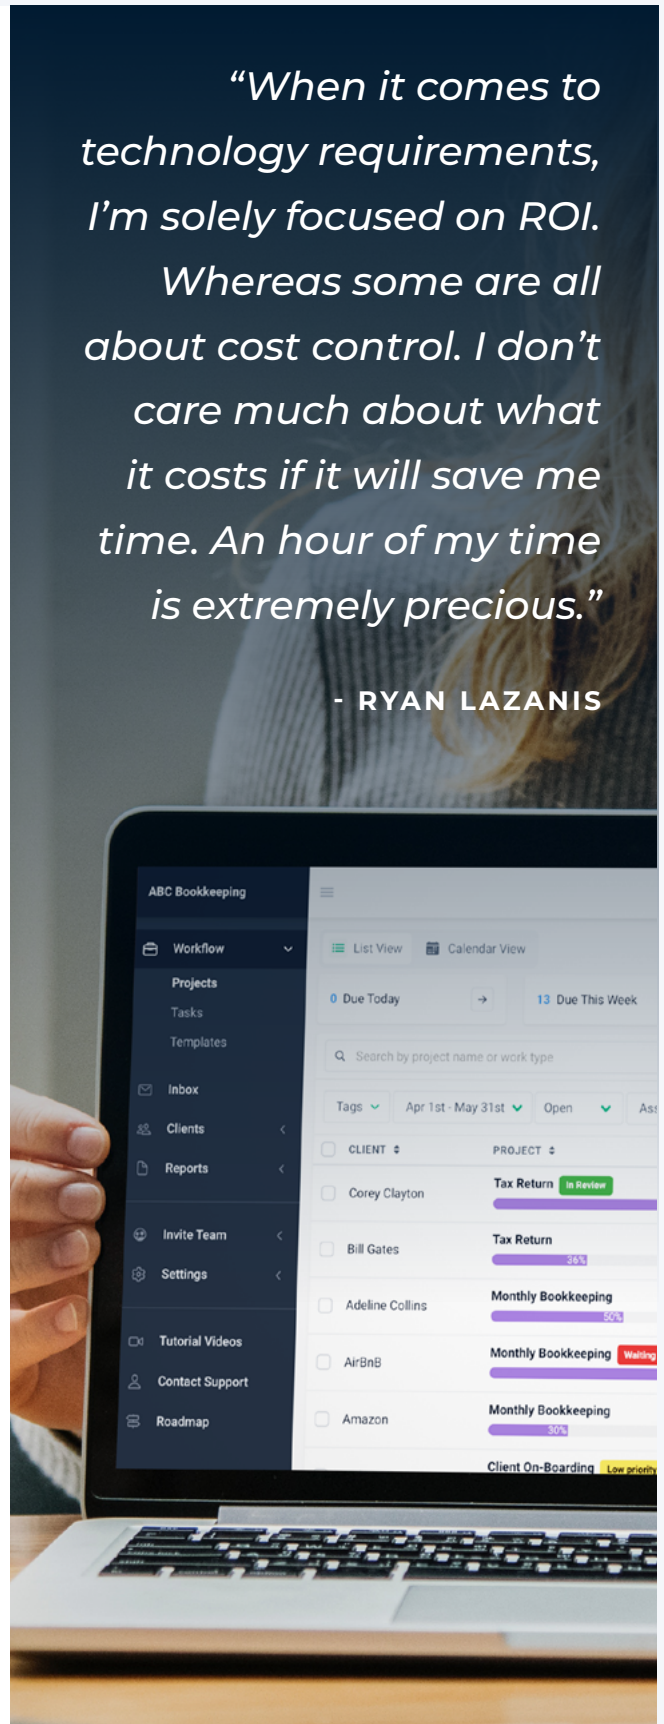 “When it comes to
technology requirements,
I’m solely focused on ROI.
Whereas some are all
about cost control. I don’t
care much about what
it costs if it will save me
time. An hour of my time
is extremely precious.”
- RYAN LAZANIS
ABC Bookkeeping
Workflow
Projects
Tasks
Templates
Inbox
Clients
Reports
Invite Team
Settings
Tutorial Videos
Contact Support
Roadmap
List View Calendar View
0 Due Today 13 Due This Week
Search by project name or work type
Tags Apr 1st - May 31st Open
CLIENT PROJECT
Corey Clayton Tax Return In Review
Bill Gates Tax Return
36%
Adeline Collins Monthly Bookkeeping
50%
AirBnB Monthly Bookkeeping Waiting
Amazon Monthly Bookkeeping
30%
Client On-Boarding Low priority